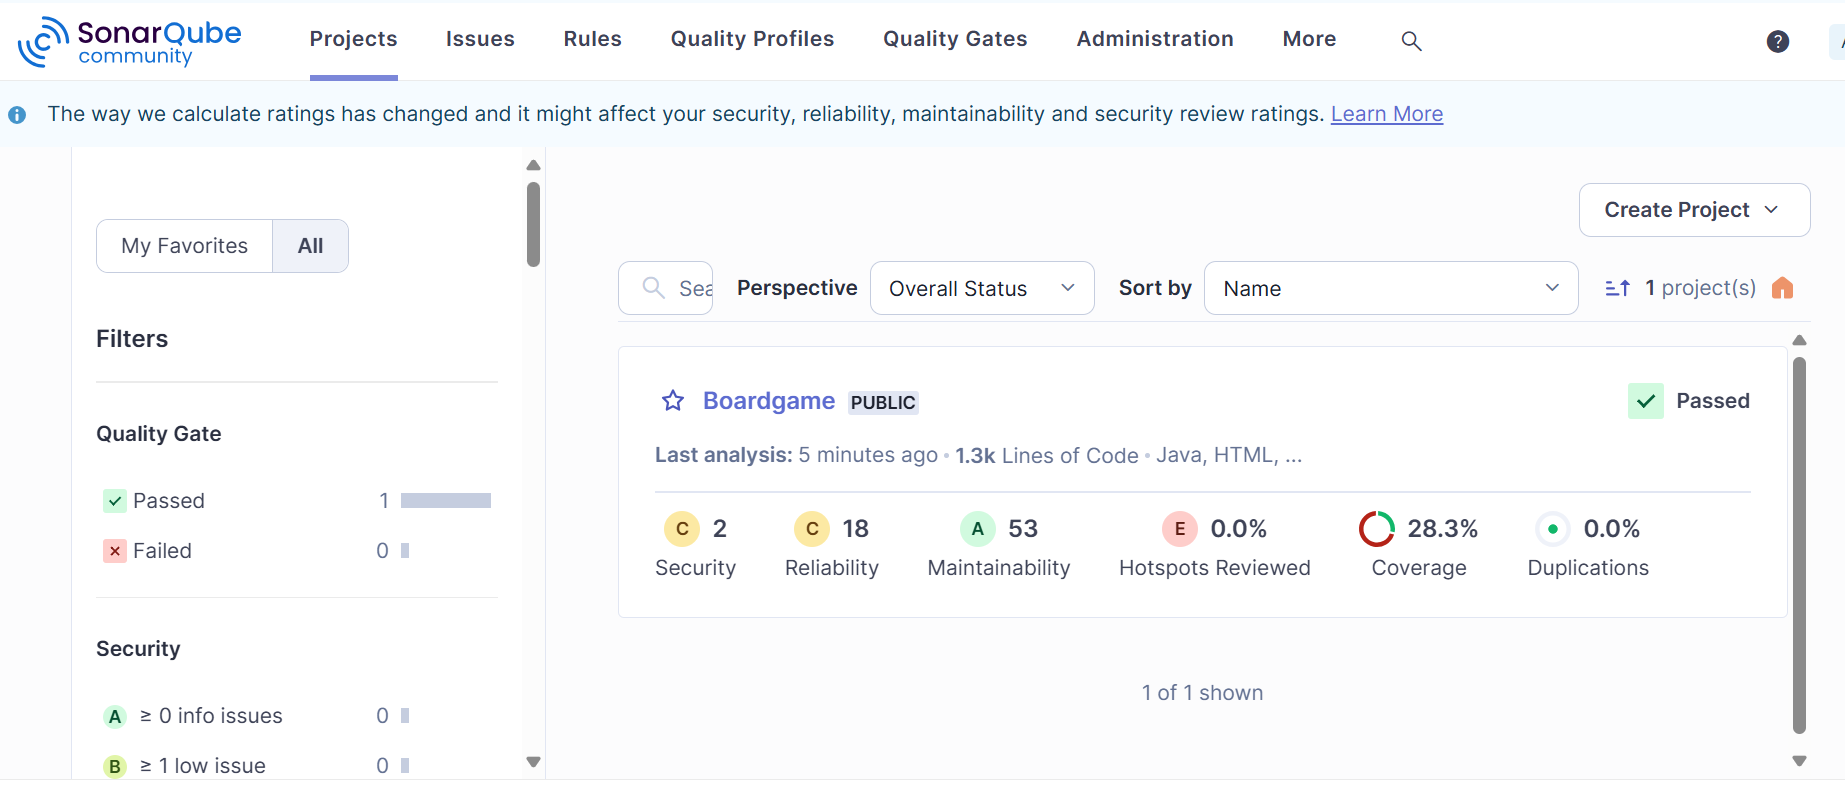 SonarQube
community
Projects Issues Rules Quality Profiles Quality Gates Administration More ?
The way we calculate ratings has changed and it might affect your security, reliability, maintainability and security review ratings. Learn More
My Favorites All
Create Project
Perspective Overall Status Sort by Name 1 project(s)
Filters
Quality Gate
Passed 1
Failed 0
Security
A ≥ 0 info issues 0
B ≥ 1 low issue 0
Boardgame PUBLIC Passed
Last analysis: 5 minutes ago • 1.3k Lines of Code • Java, HTML, ...
C 2 C 18 A 53 E 0.0% 28.3% 0.0%
Security Reliability Maintainability Hotspots Reviewed Coverage Duplications
1 of 1 shown